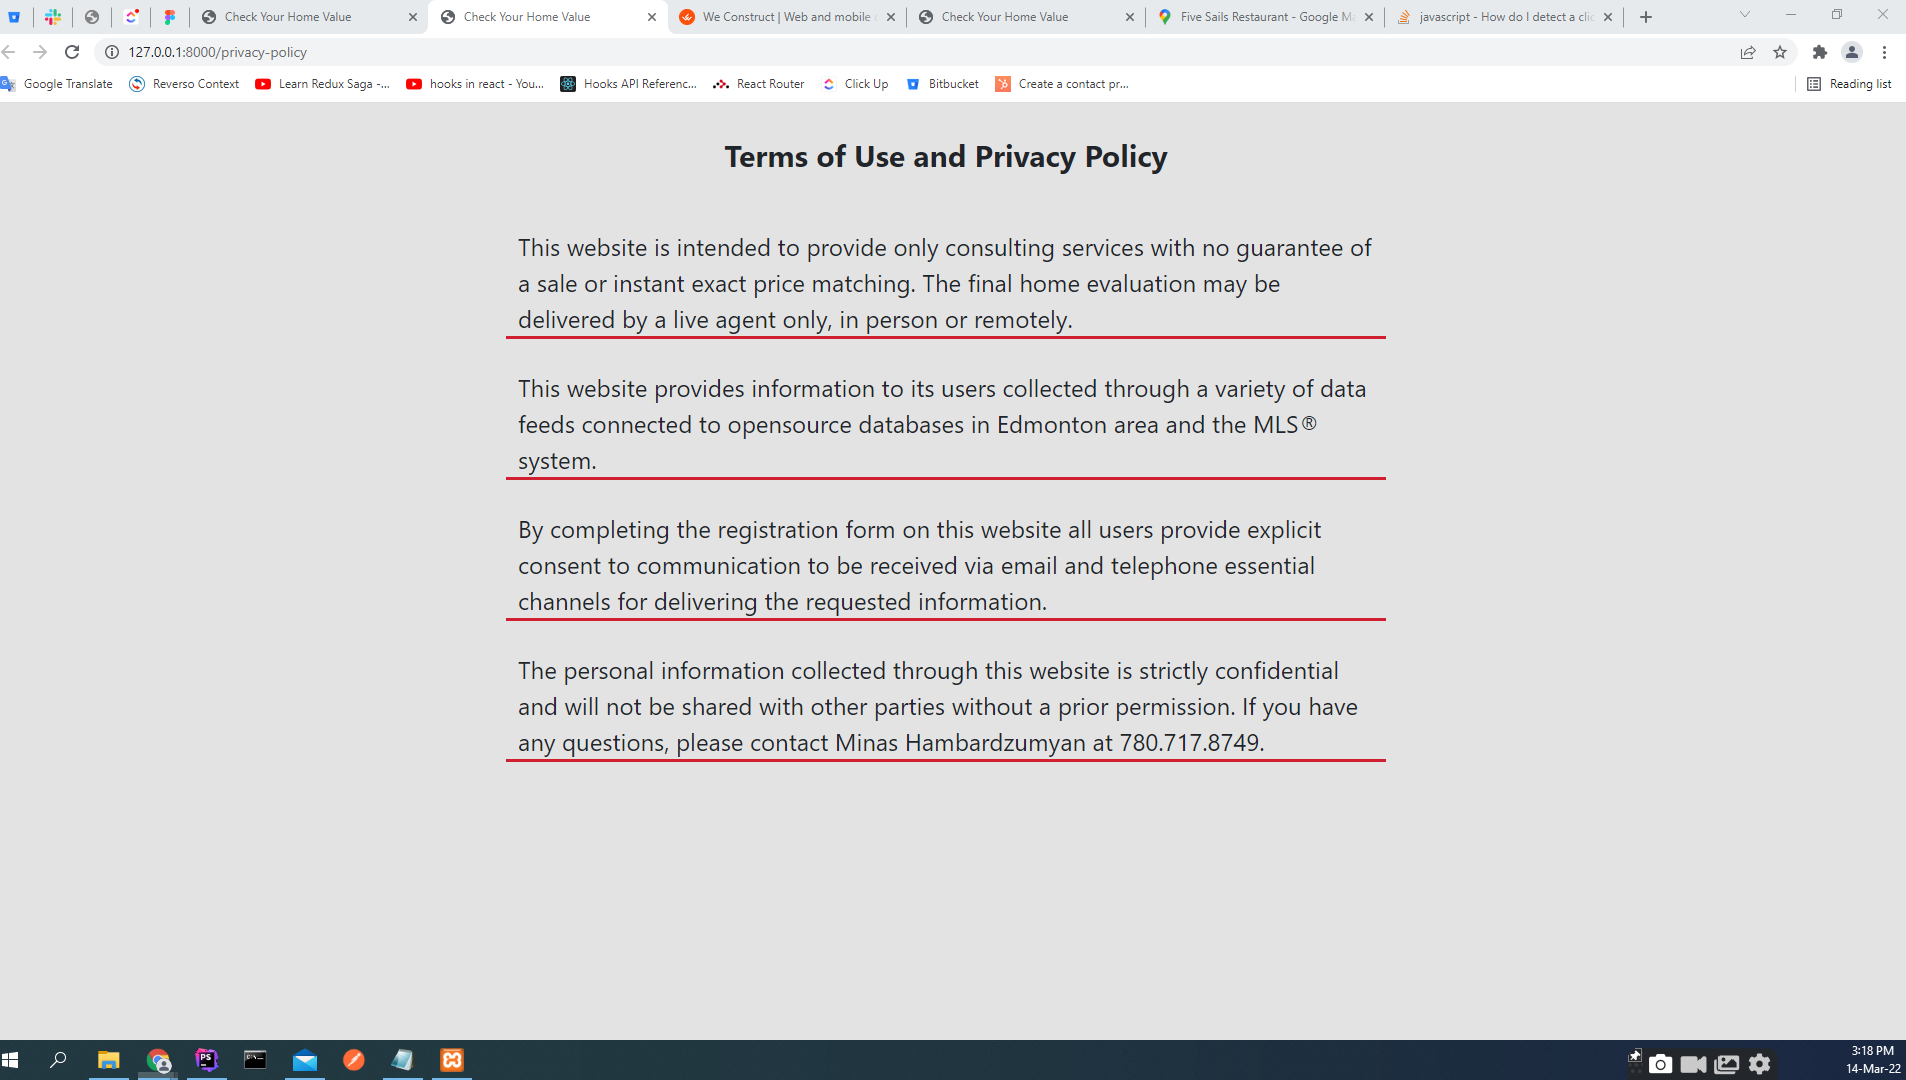 Check Your Home Value
Check Your Home Value
We Construct | Web and mobile
Check Your Home Value
Five Sails Restaurant - Google Ma
javascript - How do I detect a clic
127.0.0.1:8000/privacy-policy
Google Translate
Reverso Context
Learn Redux Saga -...
hooks in react - You...
Hooks API Referenc...
React Router
Click Up
Bitbucket
Create a contact pr...
Reading list
Terms of Use and Privacy Policy
This website is intended to provide only consulting services with no guarantee of
a sale or instant exact price matching. The final home evaluation may be
delivered by a live agent only, in person or remotely.
This website provides information to its users collected through a variety of data
feeds connected to opensource databases in Edmonton area and the MLS®
system.
By completing the registration form on this website all users provide explicit
consent to communication to be received via email and telephone essential
channels for delivering the requested information.
The personal information collected through this website is strictly confidential
and will not be shared with other parties without a prior permission. If you have
any questions, please contact Minas Hambardzumyan at 780.717.8749.
3:18 PM
14-Mar-22